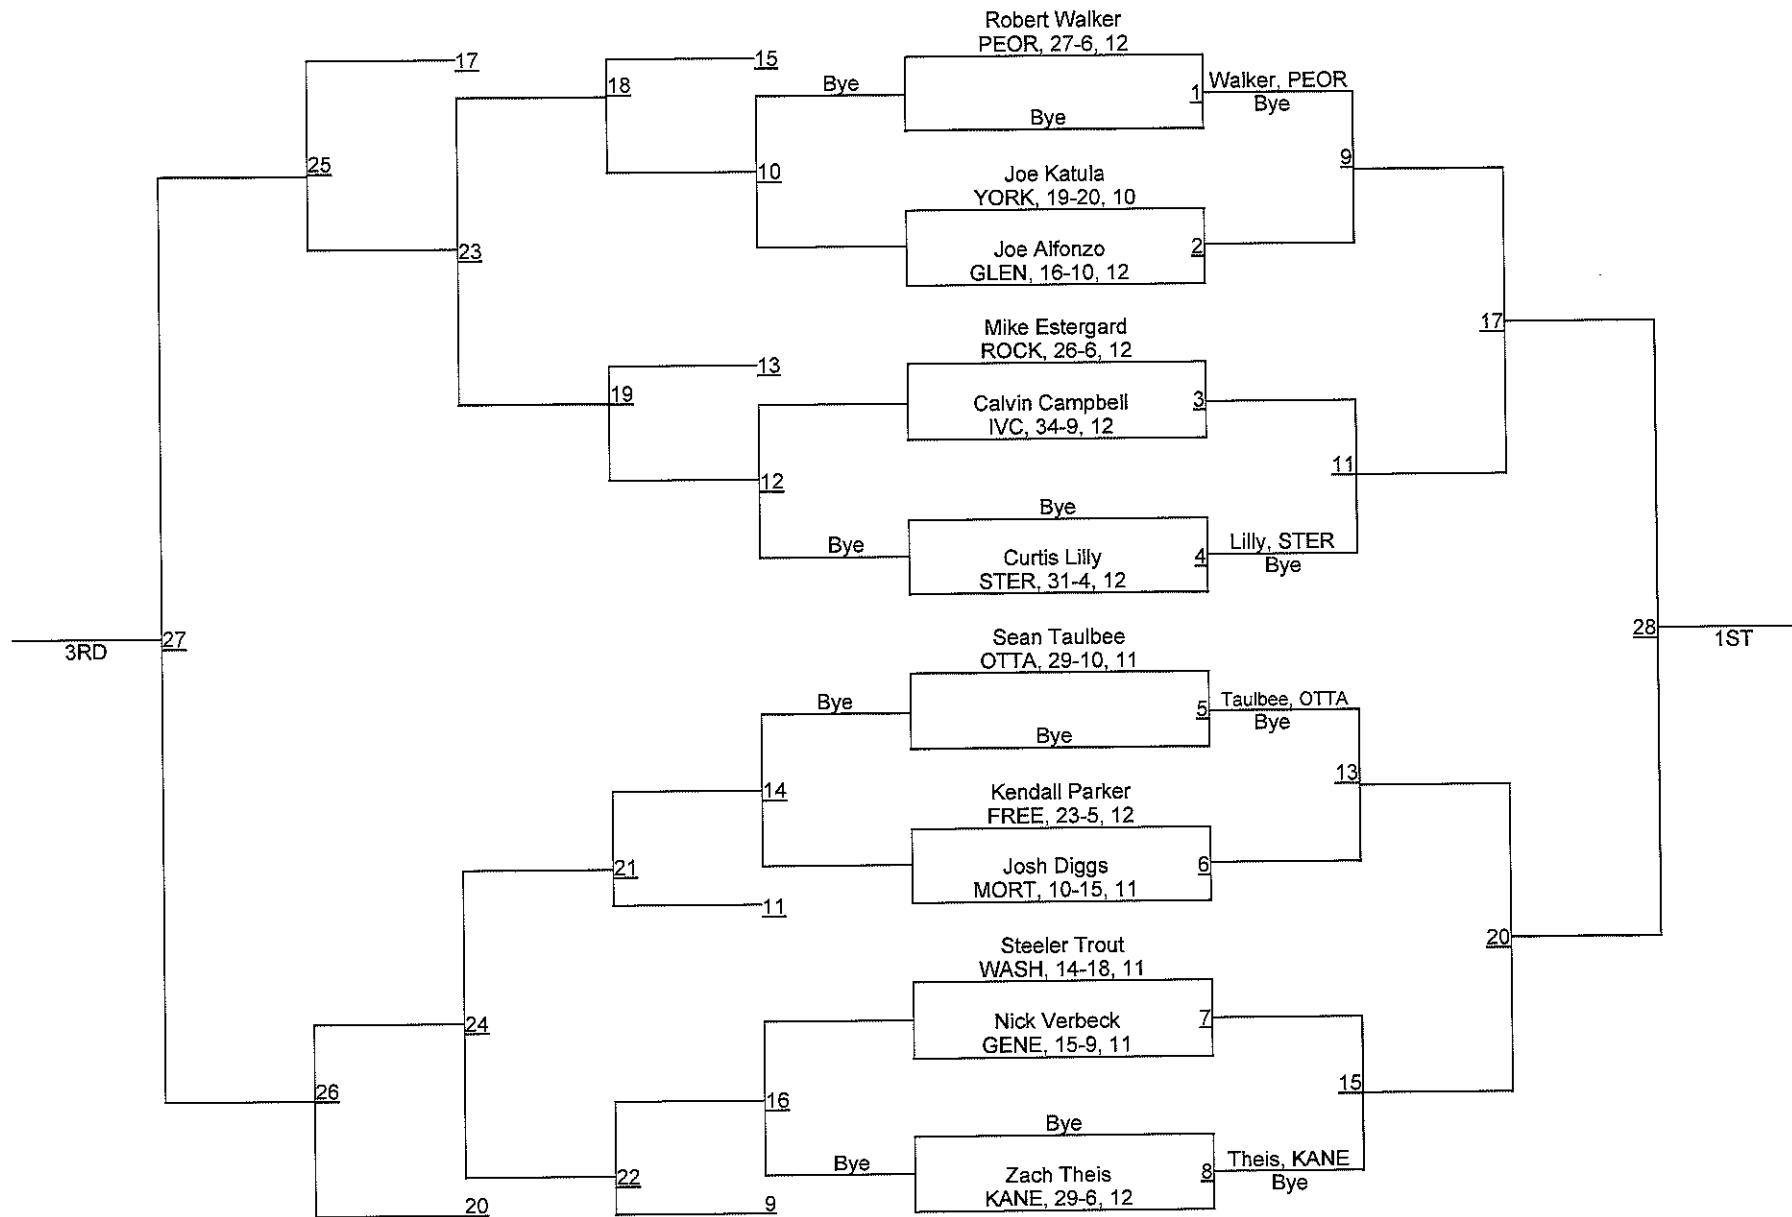 Robert Walker
PEOR, 27-6, 12
17
15
18
Bye
1
Walker, PEOR
Bye
Bye
25
10
9
Joe Katula
YORK, 19-20, 10
23
Joe Alfonzo
GLEN, 16-10, 12
2
Mike Estergard
ROCK, 26-6, 12
17
13
19
Calvin Campbell
IVC, 34-9, 12
3
12
11
Bye
Bye
Curtis Lilly
STER, 31-4, 12
4
Lilly, STER
Bye
3RD
27
Sean Taulbee
OTTA, 29-10, 11
28
1ST
Bye
5
Taulbee, OTTA
Bye
Bye
14
13
Kendall Parker
FREE, 23-5, 12
21
Josh Diggs
MORT, 10-15, 11
6
11
Steeler Trout
WASH, 14-18, 11
20
24
Nick Verbeck
GENE, 15-9, 11
7
26
16
15
Bye
Bye
22
Zach Theis
KANE, 29-6, 12
8
Theis, KANE
Bye
20
9